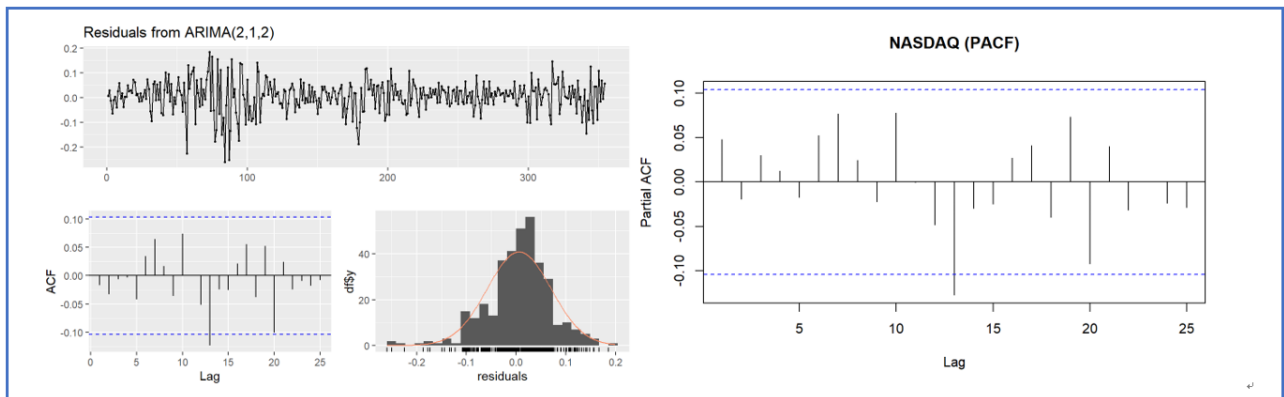 Residuals from ARIMA(2,1,2)
0.2
0.1
0.0
-0.1
-0.2
0 100 200 300
ACF
0.10
0.05
0.00
-0.05
-0.10
0 5 10 15 20 25
Lag
df$y
40
20
0
-0.2 -0.1 0.0 0.1 0.2
residuals
NASDAQ (PACF)
Partial ACF
0.10
0.05
0.00
-0.05
-0.10
5 10 15 20 25
Lag